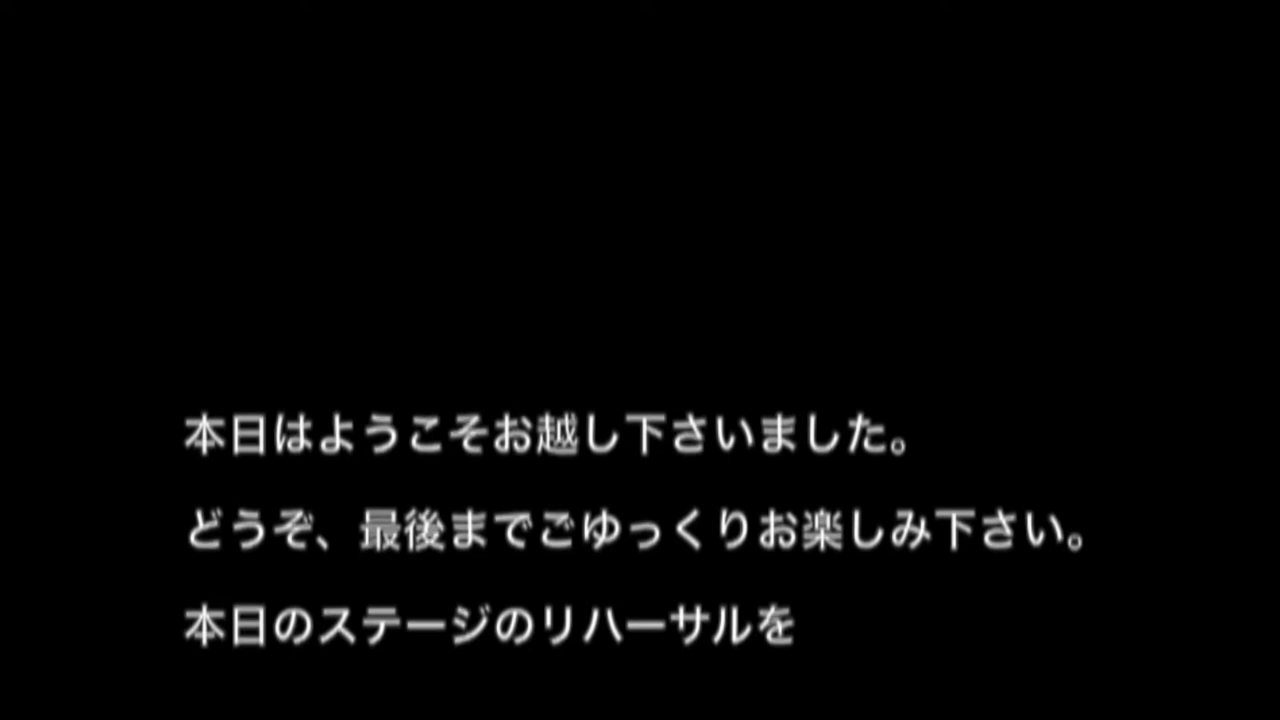 本日はようこそお越し下さいました。
どうぞ、最後までごゆっくりお楽しみ下さい。
本日のステージのリハーサルを